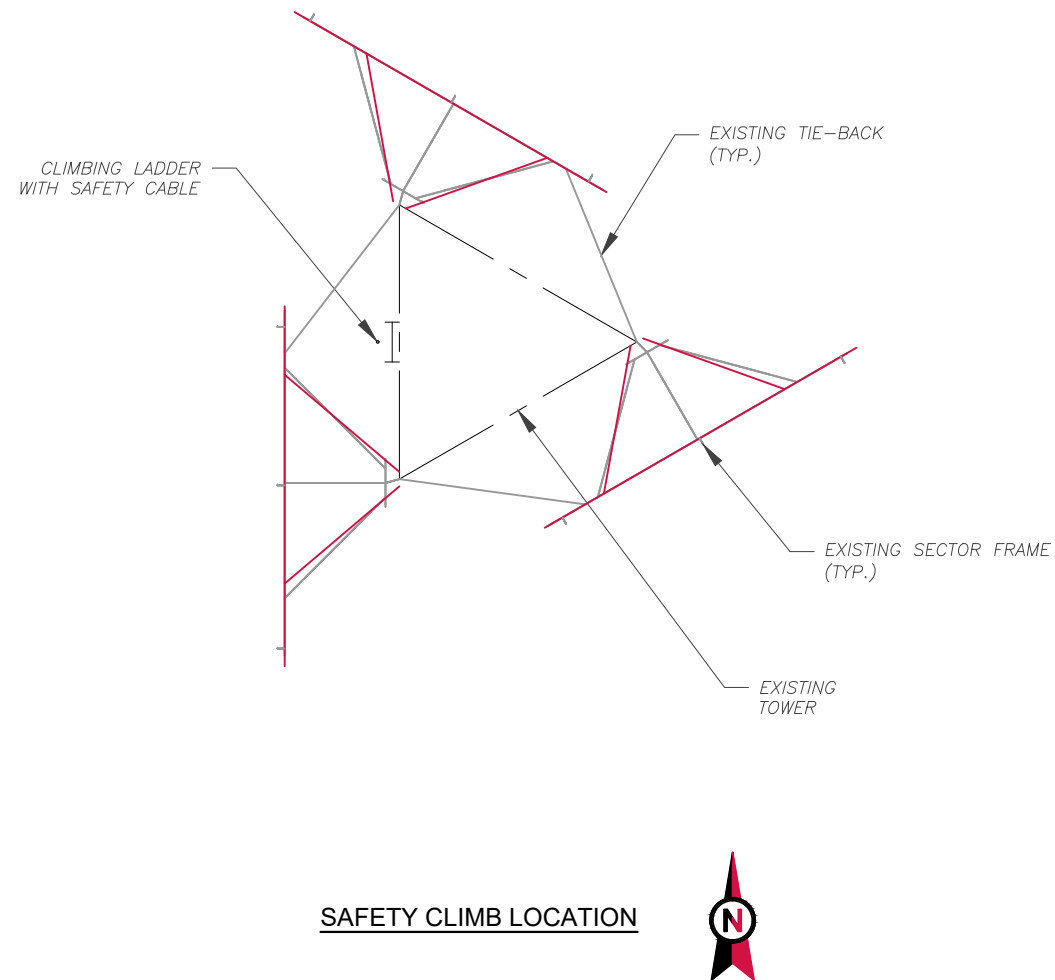 EXISTING TIE-BACK
(TYP.)
CLIMBING LADDER
WITH SAFETY CABLE
EXISTING SECTOR FRAME
(TYP.)
EXISTING
TOWER
SAFETY CLIMB LOCATION
N